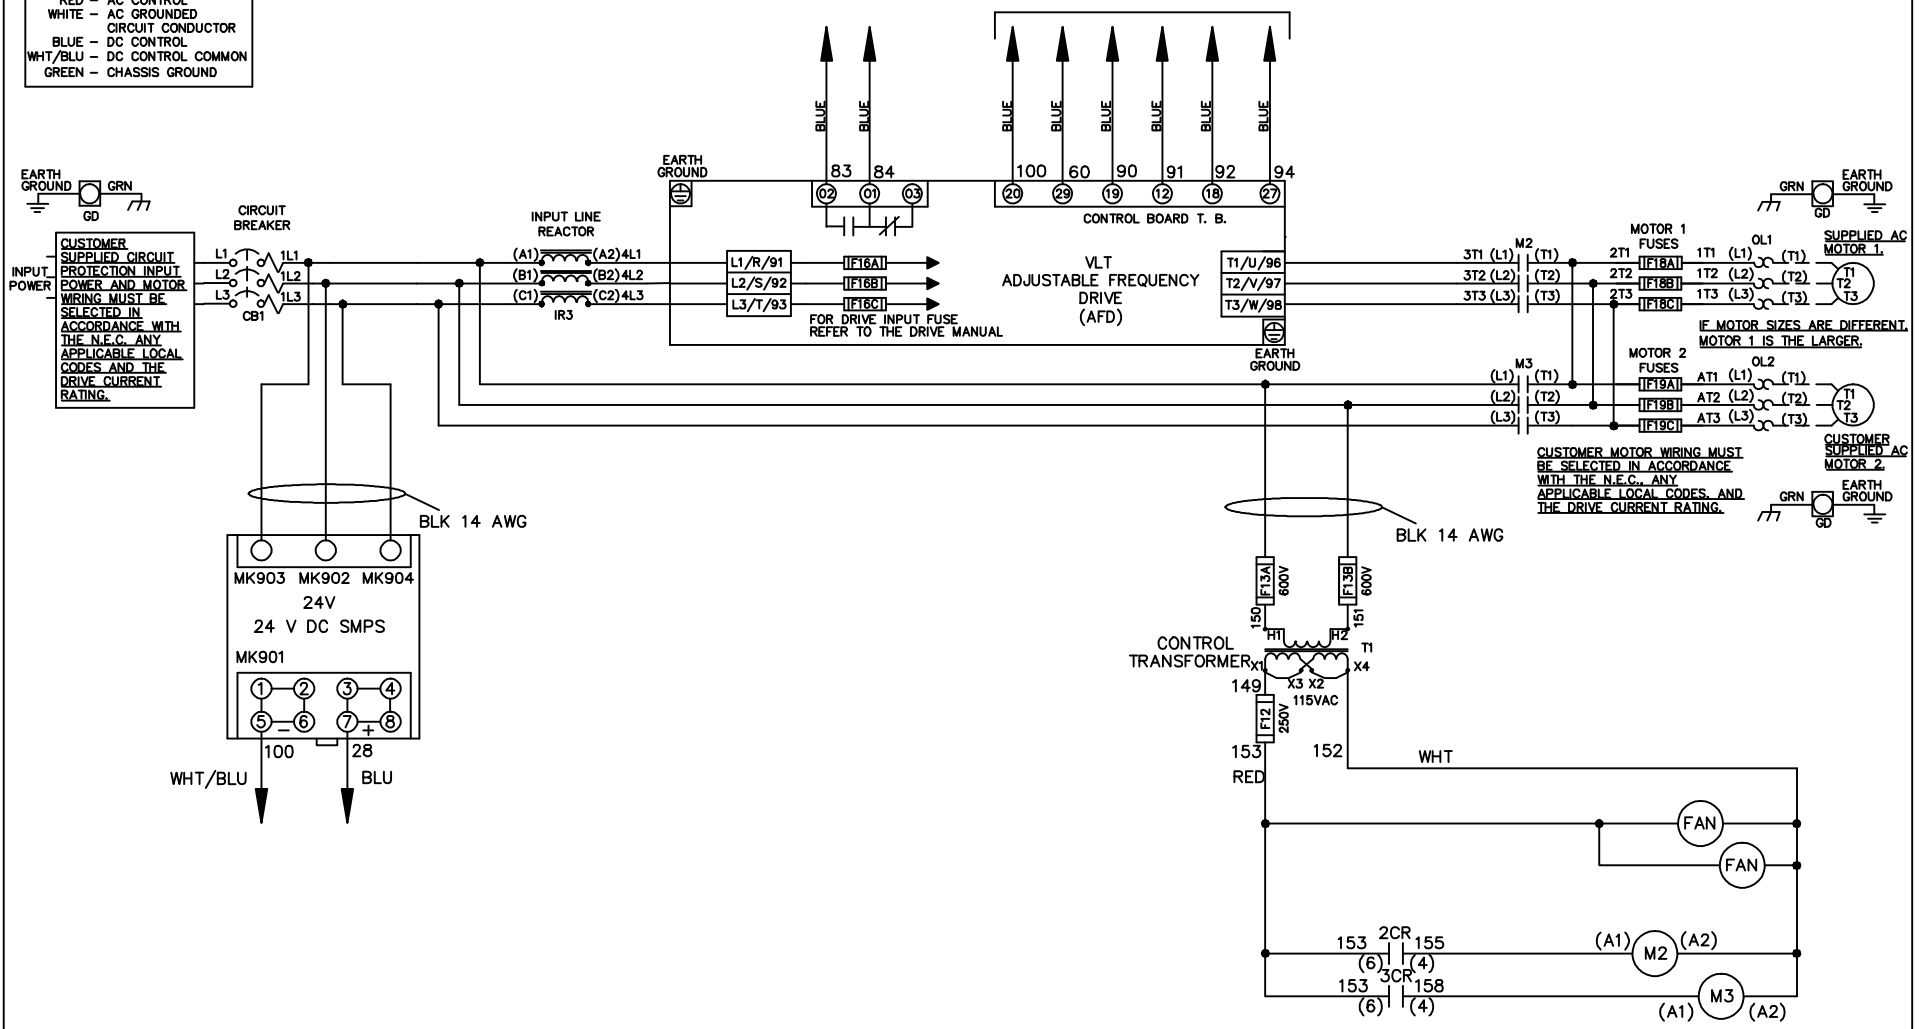 RED - AC CONTROL
WHITE - AC GROUNDED
CIRCUIT CONDUCTOR
BLUE - DC CONTROL
WHT/BLU - DC CONTROL COMMON
GREEN - CHASSIS GROUND
BLUE
BLUE
BLUE
BLUE
BLUE
BLUE
BLUE
BLUE
EARTH
GROUND
83
84
100
60
90
91
92
94
02
01
03
20
29
19
12
18
27
CONTROL BOARD T. B.
EARTH
GROUND
GRN
GD
CIRCUIT
BREAKER
INPUT LINE
REACTOR
INPUT
POWER
CUSTOMER
SUPPLIED CIRCUIT
PROTECTION INPUT
POWER AND MOTOR
WIRING MUST BE
SELECTED IN
ACCORDANCE WITH
THE N.E.C. ANY
APPLICABLE LOCAL
CODES AND THE
DRIVE CURRENT
RATING.
L1 1L1
L2 1L2
L3 1L3
CB1
(A1) (A2) 4L1
(B1) (B2) 4L2
(C1) (C2) 4L3
IR3
L1/R/91 F16A
L2/S/92 F16B
L3/T/93 F16C
FOR DRIVE INPUT FUSE
REFER TO THE DRIVE MANUAL
VLT
ADJUSTABLE FREQUENCY
DRIVE
(AFD)
T1/U/96
T2/V/97
T3/W/98
EARTH
GROUND
M2
3T1 (L1) (T1)
3T2 (L2) (T2)
3T3 (L3) (T3)
MOTOR 1
FUSES
2T1 F18A 1T1 (L1) (T1)
2T2 F18B 1T2 (L2) (T2)
2T3 F18C 1T3 (L3) (T3)
OL1
GRN
EARTH
GROUND
GD
SUPPLIED AC
MOTOR 1.
T1
T2
T3
IF MOTOR SIZES ARE DIFFERENT,
MOTOR 1 IS THE LARGER.
M3
(L1) (T1)
(L2) (T2)
(L3) (T3)
MOTOR 2
FUSES
OL2
F19A AT1 (L1) (T1)
F19B AT2 (L2) (T2)
F19C AT3 (L3) (T3)
T1
T2
T3
CUSTOMER
SUPPLIED AC
MOTOR 2.
CUSTOMER MOTOR WIRING MUST
BE SELECTED IN ACCORDANCE
WITH THE N.E.C., ANY
APPLICABLE LOCAL CODES, AND
THE DRIVE CURRENT RATING.
GRN
EARTH
GROUND
GD
BLK 14 AWG
BLK 14 AWG
MK903 MK902 MK904
24V
24 V DC SMPS
MK901
1 2 3 4
5 - 6 7 + 8
100
28
WHT/BLU
BLU
F13A
600V
F13B
600V
150
151
H1 H2
T1
CONTROL
TRANSFORMER
X1 X4
X3 X2
149
115VAC
F12
250V
153
152
RED
WHT
FAN
FAN
2CR
153 155
(6) (4)
(A1) M2 (A2)
3CR
153 158
(6) (4)
(A1) M3 (A2)